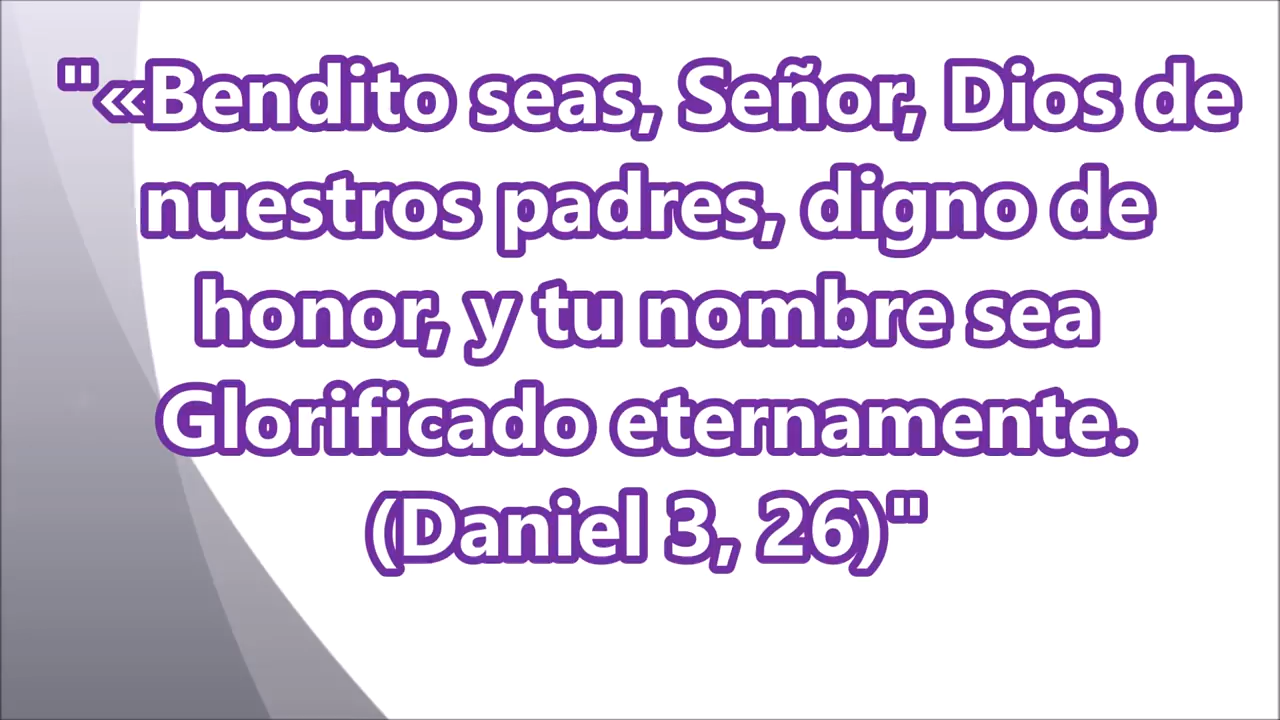 "«Bendito seas, Señor, Dios de
nuestros padres, digno de
honor, y tu nombre sea
Glorificado eternamente.
(Daniel 3, 26)"